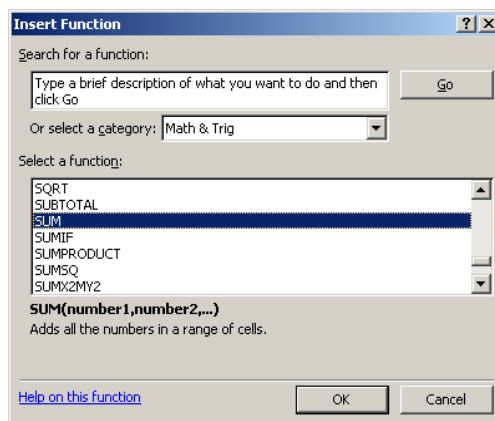 Insert Function
Search for a function:
Type a brief description of what you want to do and then
click Go
Go
Or select a category: Math & Trig
Select a function:
SQRT
SUBTOTAL
SUM
SUMIF
SUMPRODUCT
SUMSQ
SUMX2MY2
SUM(number1,number2,...)
Adds all the numbers in a range of cells.
Help on this function
OK
Cancel